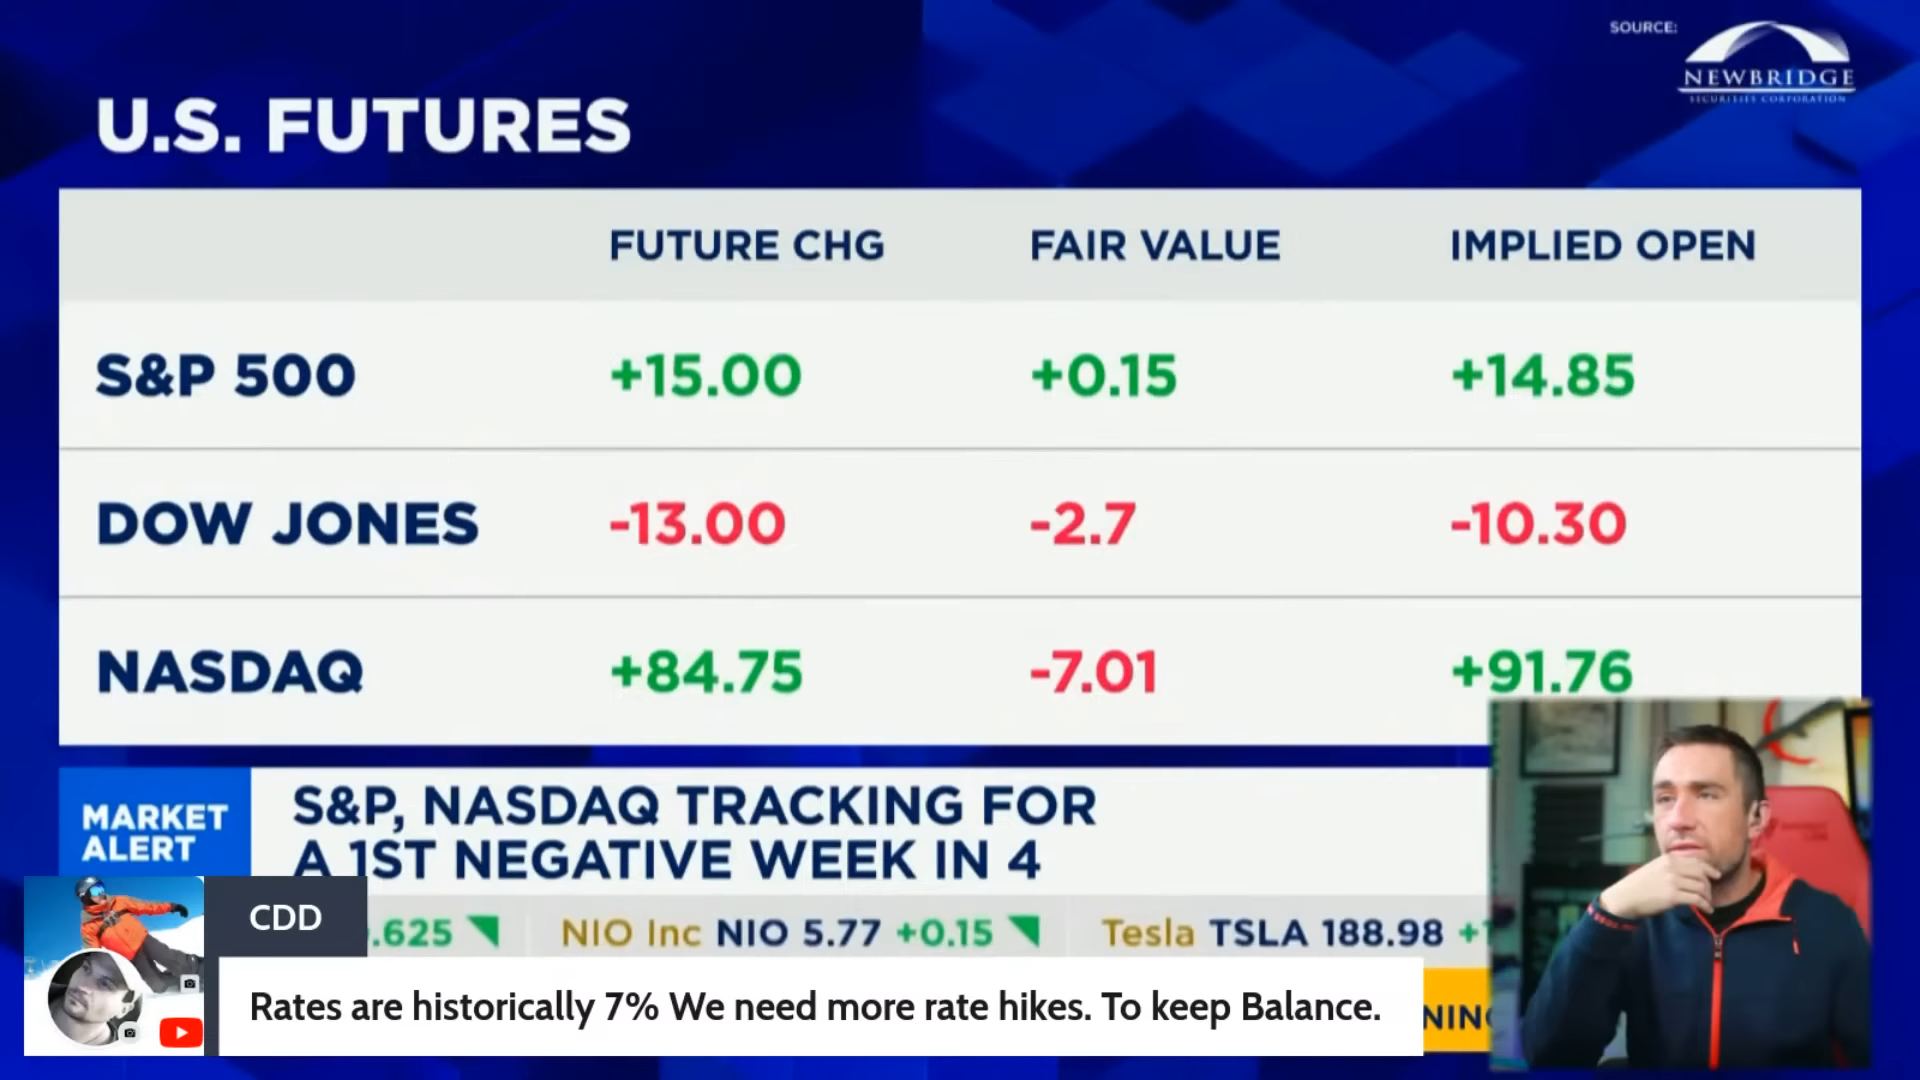 SOURCE:
NEWBRIDGE
SECURITIES CORPORATION
U.S. FUTURES
FUTURE CHG FAIR VALUE IMPLIED OPEN
S&P 500 +15.00 +0.15 +14.85
DOW JONES -13.00 -2.7 -10.30
NASDAQ +84.75 -7.01 +91.76
MARKET
ALERT
S&P, NASDAQ TRACKING FOR
A 1ST NEGATIVE WEEK IN 4
CDD
.625 NIO Inc NIO 5.77 +0.15 Tesla TSLA 188.98 +1
Rates are historically 7% We need more rate hikes. To keep Balance.